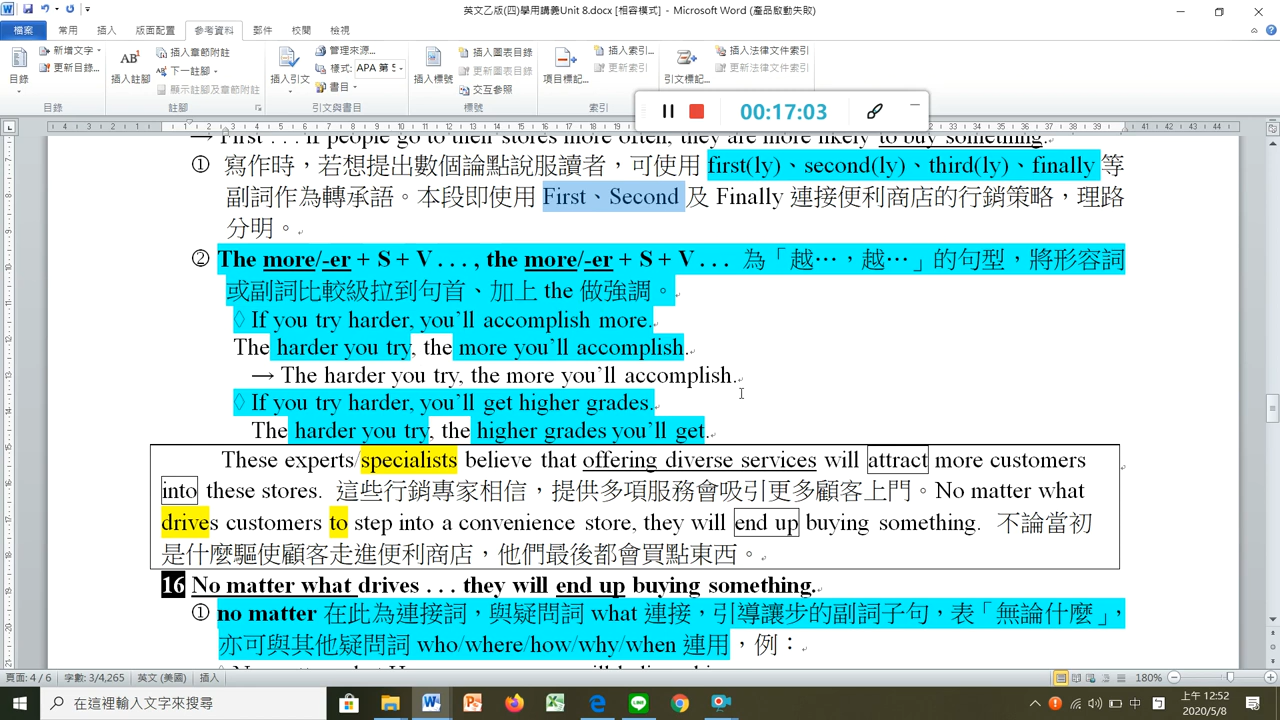 英文乙版(四)學用講義Unit 8.docx [相容模式] - Microsoft Word (產品啟動失敗)
檔案 常用 插入 版面配置 參考資料 郵件 校閱 檢視
目錄 新增文字 更新目錄... 目錄
AB¹ 插入註腳 插入章節附註 下一註腳 顯示註腳及章節附註 註腳
插入引文 管理來源... 樣式: APA 第 5 書目 引文與書目
插入標號 插入圖表目錄 更新圖表目錄 交互參照 標號
項目標記... 插入索引... 更新索引 索引
引文標記... 插入法律文件索引 更新法律文件索引
00:17:03
→ First . . . if people go to their stores more often, they are more likely to buy something.
① 寫作時，若想提出數個論點說服讀者，可使用 first(ly)、second(ly)、third(ly)、finally 等
副詞作為轉承語。本段即使用 First、Second 及 Finally 連接便利商店的行銷策略，理路
分明。
② The more/-er + S + V . . . , the more/-er + S + V . . . 為「越…，越…」的句型，將形容詞
或副詞比較級拉到句首、加上 the 做強調。
◊ If you try harder, you’ll accomplish more.
The harder you try, the more you’ll accomplish.
→ The harder you try, the more you’ll accomplish.
◊ If you try harder, you’ll get higher grades.
The harder you try, the higher grades you’ll get.
These experts/specialists believe that offering diverse services will attract more customers
into these stores. 這些行銷專家相信，提供多項服務會吸引更多顧客上門。No matter what
drives customers to step into a convenience store, they will end up buying something. 不論當初
是什麼驅使顧客走進便利商店，他們最後都會買點東西。
16 No matter what drives . . . they will end up buying something.
① no matter 在此為連接詞，與疑問詞 what 連接，引導讓步的副詞子句，表「無論什麼」，
亦可與其他疑問詞 who/where/how/why/when 連用，例：
頁面: 4 / 6 字數: 3/4,265 英文 (美國) 插入 180%
在這裡輸入文字來搜尋 中 上午 12:52
2020/5/8